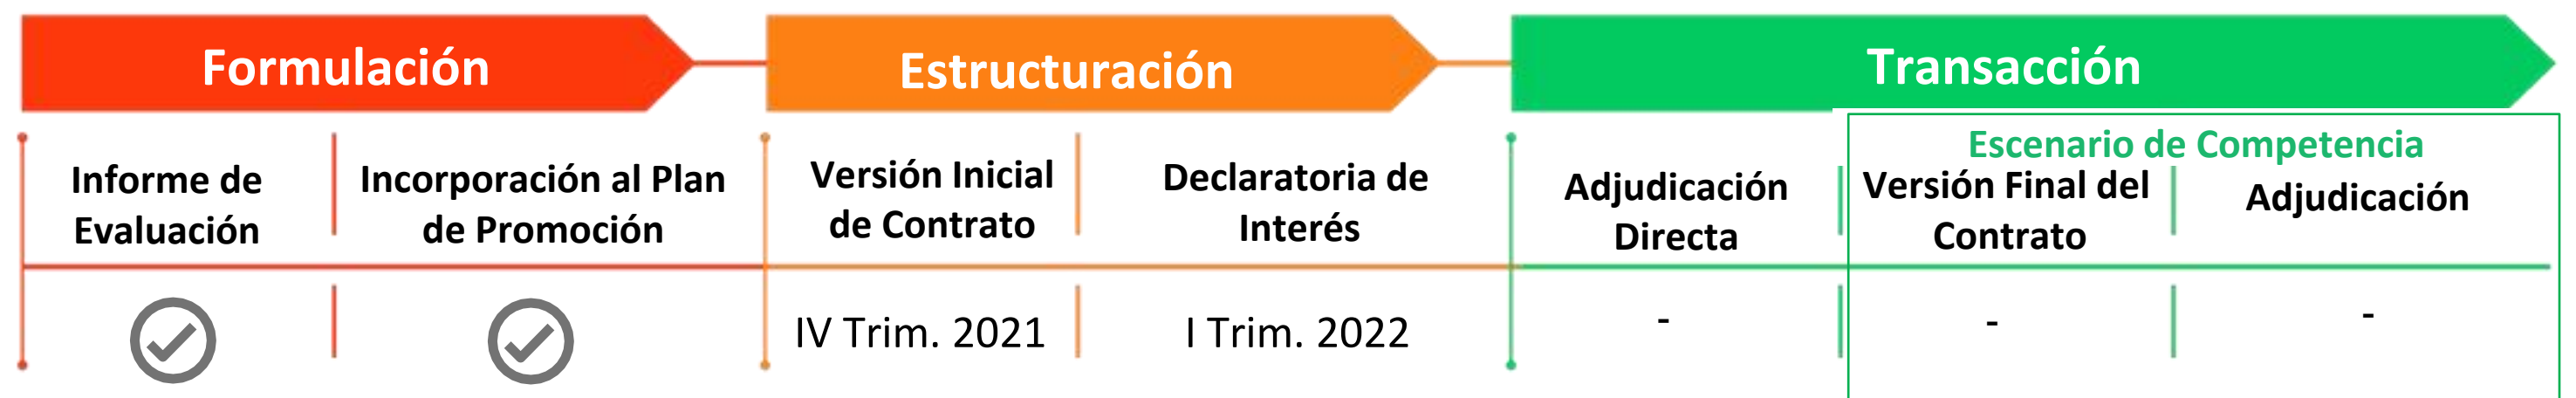 Formulación
Estructuración
Transacción
Escenario de Competencia
Informe de
Evaluación
Incorporación al Plan
de Promoción
Versión Inicial
de Contrato
Declaratoria de
Interés
Adjudicación
Directa
Versión Final del
Contrato
Adjudicación
IV Trim. 2021
I Trim. 2022
-
-
-